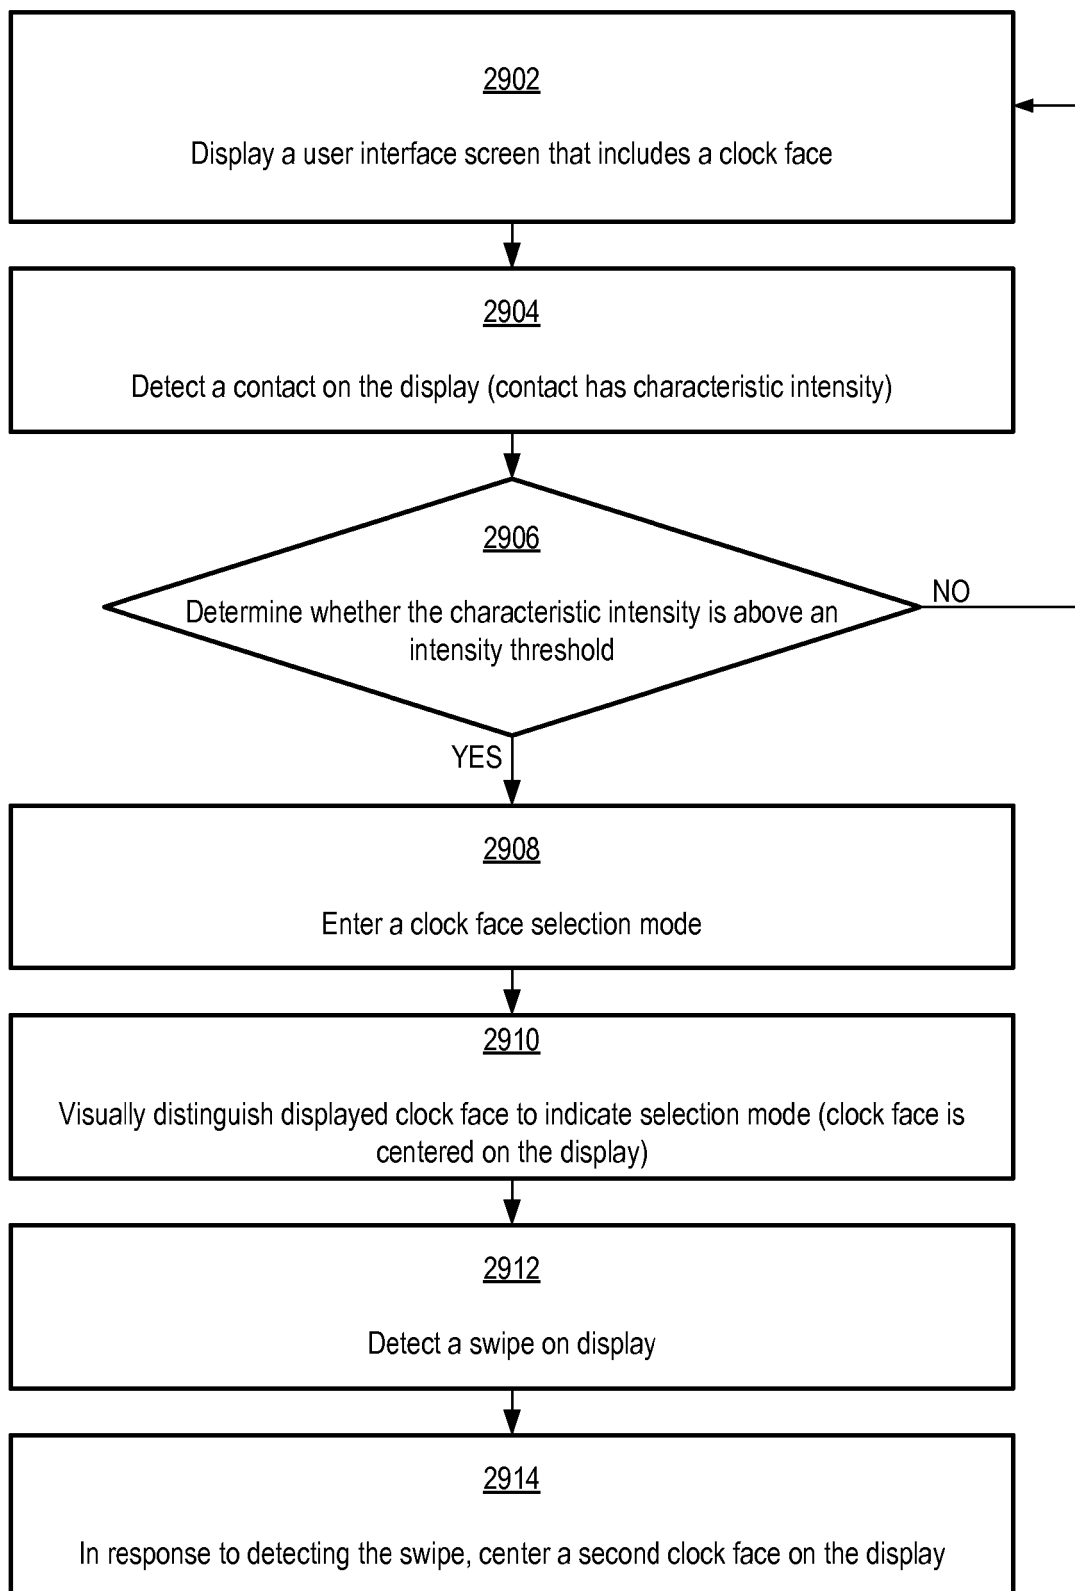 2902
Display a user interface screen that includes a clock face
2904
Detect a contact on the display (contact has characteristic intensity)
2906
Determine whether the characteristic intensity is above an
intensity threshold
NO
YES
2908
Enter a clock face selection mode
2910
Visually distinguish displayed clock face to indicate selection mode (clock face is
centered on the display)
2912
Detect a swipe on display
2914
In response to detecting the swipe, center a second clock face on the display